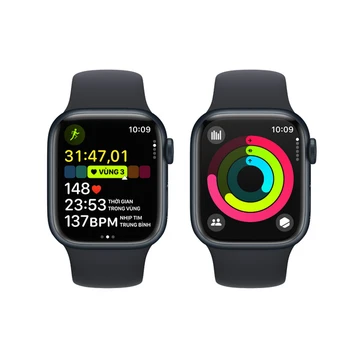 10:09
31:47,01
VÙNG 3
148
23:53 THỜI GIAN
TRONG VÙNG
137BPM NHỊP TIM
TRUNG BÌNH
10:09